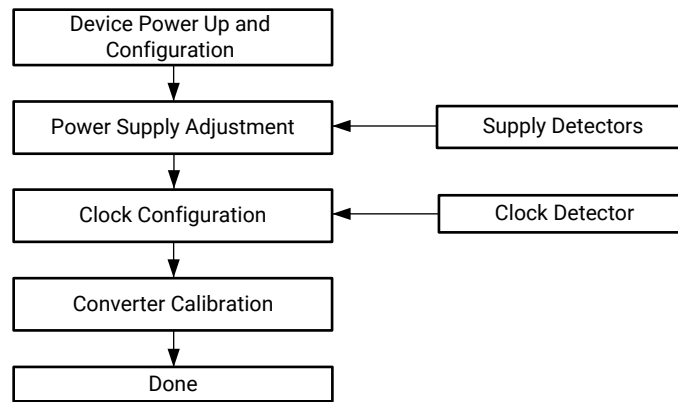 Device Power Up and
Configuration
Power Supply Adjustment
Supply Detectors
Clock Configuration
Clock Detector
Converter Calibration
Done